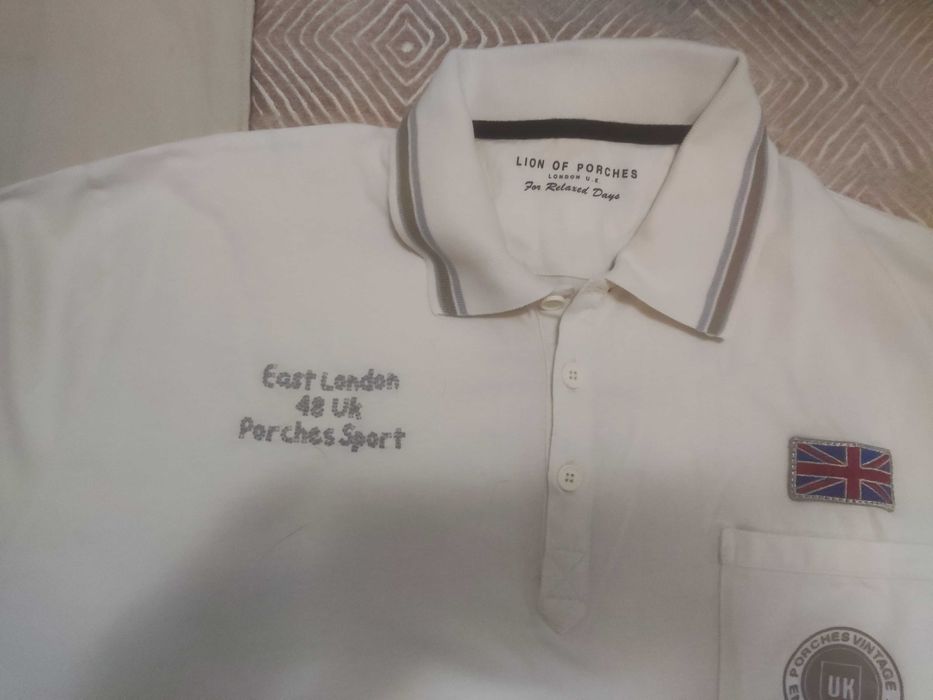 LION OF PORCHES
LONDON U.K
For Relaxed Days
East London
48 Uk
Porches Sport
PORCHES VINTAGE
UK